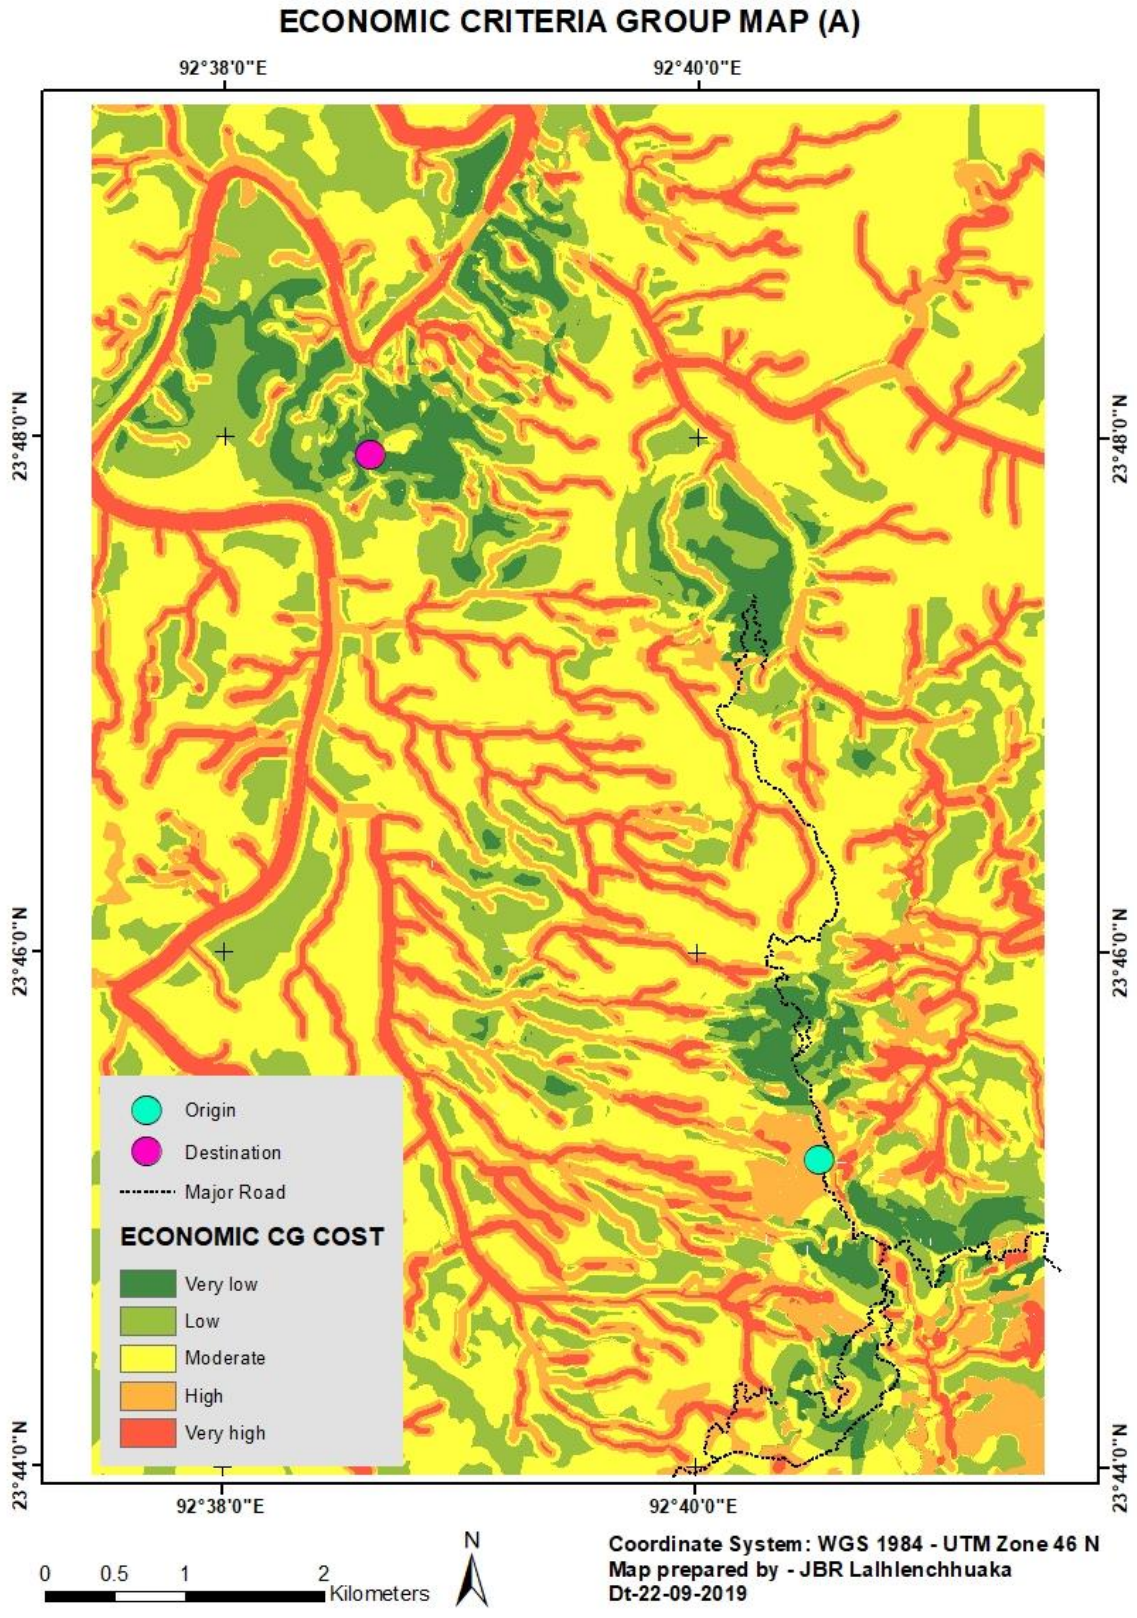 ECONOMIC CRITERIA GROUP MAP (A)
92°38'0"E
92°40'0"E
23°48'0"N
23°48'0"N
23°46'0"N
23°46'0"N
Origin
Destination
Major Road
ECONOMIC CG COST
Very low
Low
Moderate
High
Very high
23°44'0"N
23°44'0"N
92°38'0"E
92°40'0"E
0
0.5
1
2
Kilometers
N
Coordinate System: WGS 1984 - UTM Zone 46 N
Map prepared by - JBR Lalhlenchhuaka
Dt-22-09-2019